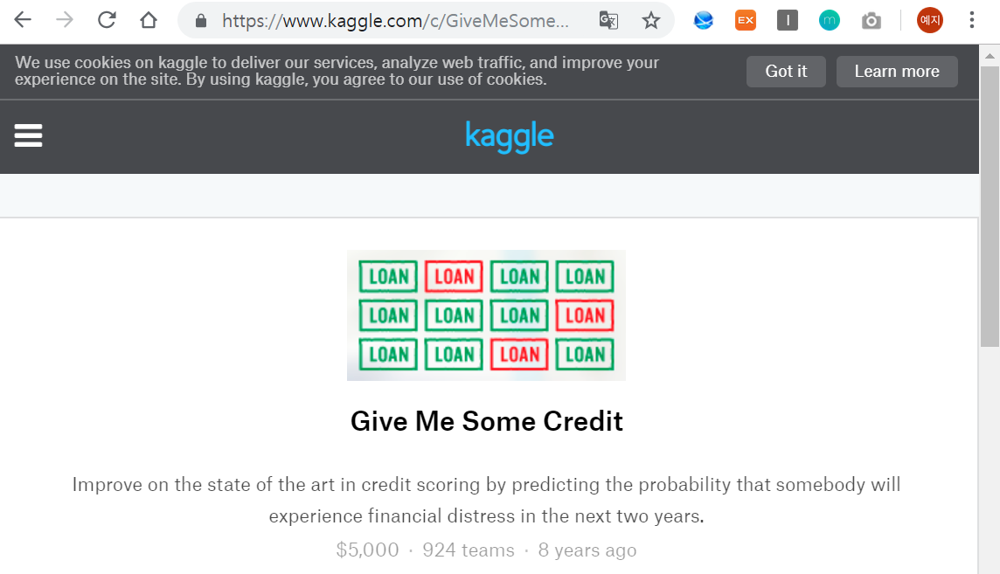 https://www.kaggle.com/c/GiveMeSome...
EX
I
m
예지
We use cookies on kaggle to deliver our services, analyze web traffic, and improve your
experience on the site. By using kaggle, you agree to our use of cookies.
Got it
Learn more
kaggle
LOAN LOAN LOAN LOAN
LOAN LOAN LOAN LOAN
LOAN LOAN LOAN LOAN
Give Me Some Credit
Improve on the state of the art in credit scoring by predicting the probability that somebody will
experience financial distress in the next two years.
$5,000 · 924 teams · 8 years ago